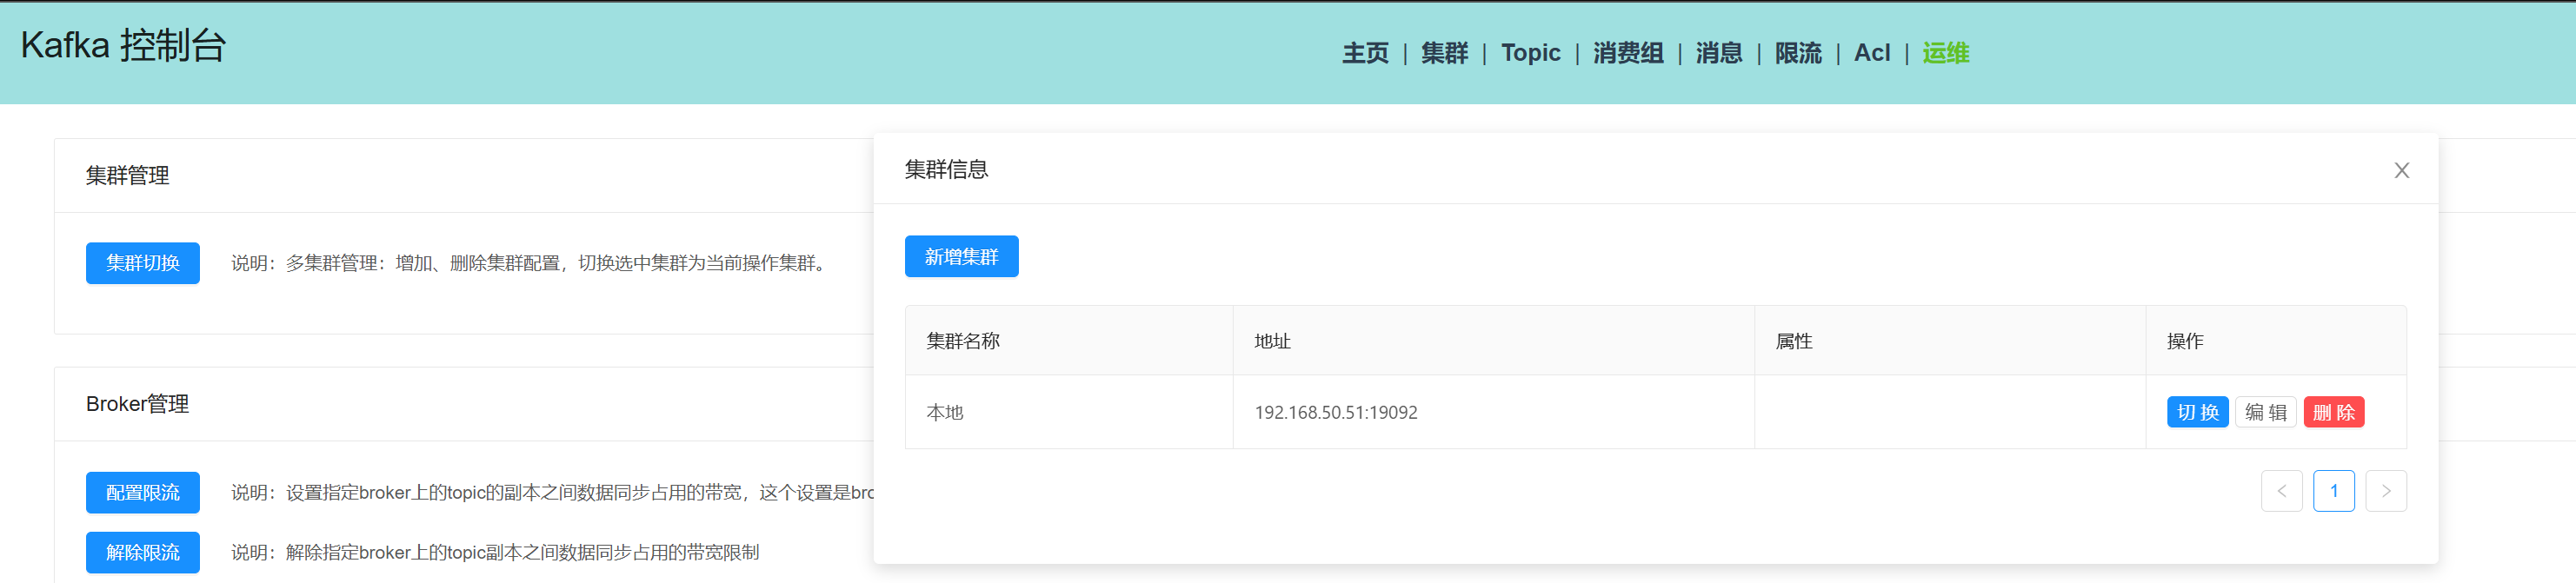 Kafka 控制台
主页 | 集群 | Topic | 消费组 | 消息 | 限流 | Acl | 运维
集群管理
集群切换 说明：多集群管理：增加、删除集群配置，切换选中集群为当前操作集群。
Broker管理
配置限流 说明：设置指定broker上的topic的副本之间数据同步占用的带宽，这个设置是bro
解除限流 说明：解除指定broker上的topic副本之间数据同步占用的带宽限制
集群信息
新增集群
集群名称 地址 属性 操作
本地 192.168.50.51:19092 切换 编辑 删除
< 1 >